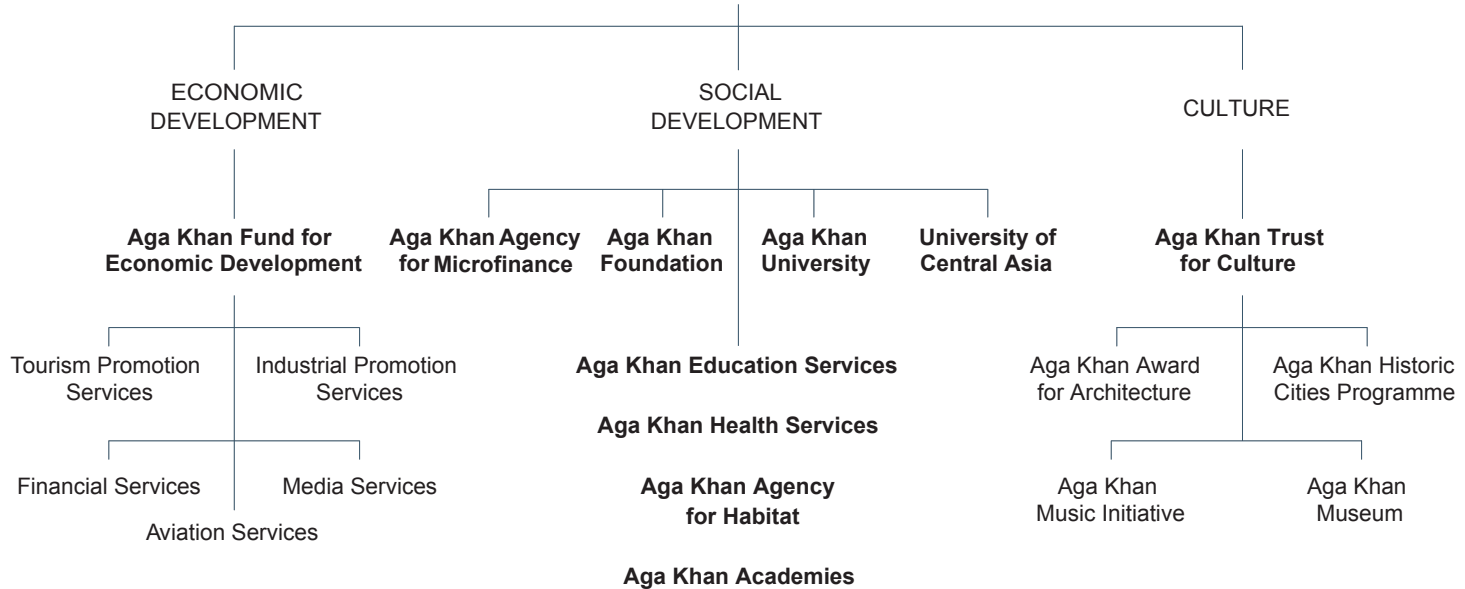 ECONOMIC
DEVELOPMENT
SOCIAL
DEVELOPMENT
CULTURE
Aga Khan Fund for
Economic Development
Aga Khan Agency
for Microfinance
Aga Khan
Foundation
Aga Khan
University
University of
Central Asia
Aga Khan Trust
for Culture
Tourism Promotion
Services
Industrial Promotion
Services
Financial Services
Media Services
Aviation Services
Aga Khan Education Services
Aga Khan Health Services
Aga Khan Agency
for Habitat
Aga Khan Academies
Aga Khan Award
for Architecture
Aga Khan Historic
Cities Programme
Aga Khan
Music Initiative
Aga Khan
Museum